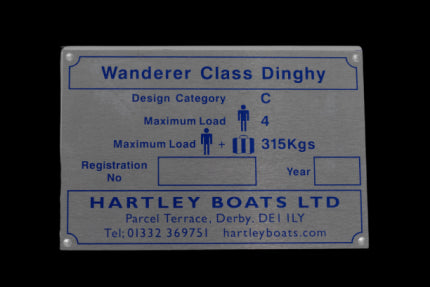 Wanderer Class Dinghy
Design Category C
Maximum Load 4
Maximum Load + 315Kgs
Registration No
Year
HARTLEY BOATS LTD
Parcel Terrace, Derby. DE1 1LY
Tel; 01332 369751 hartleyboats.com